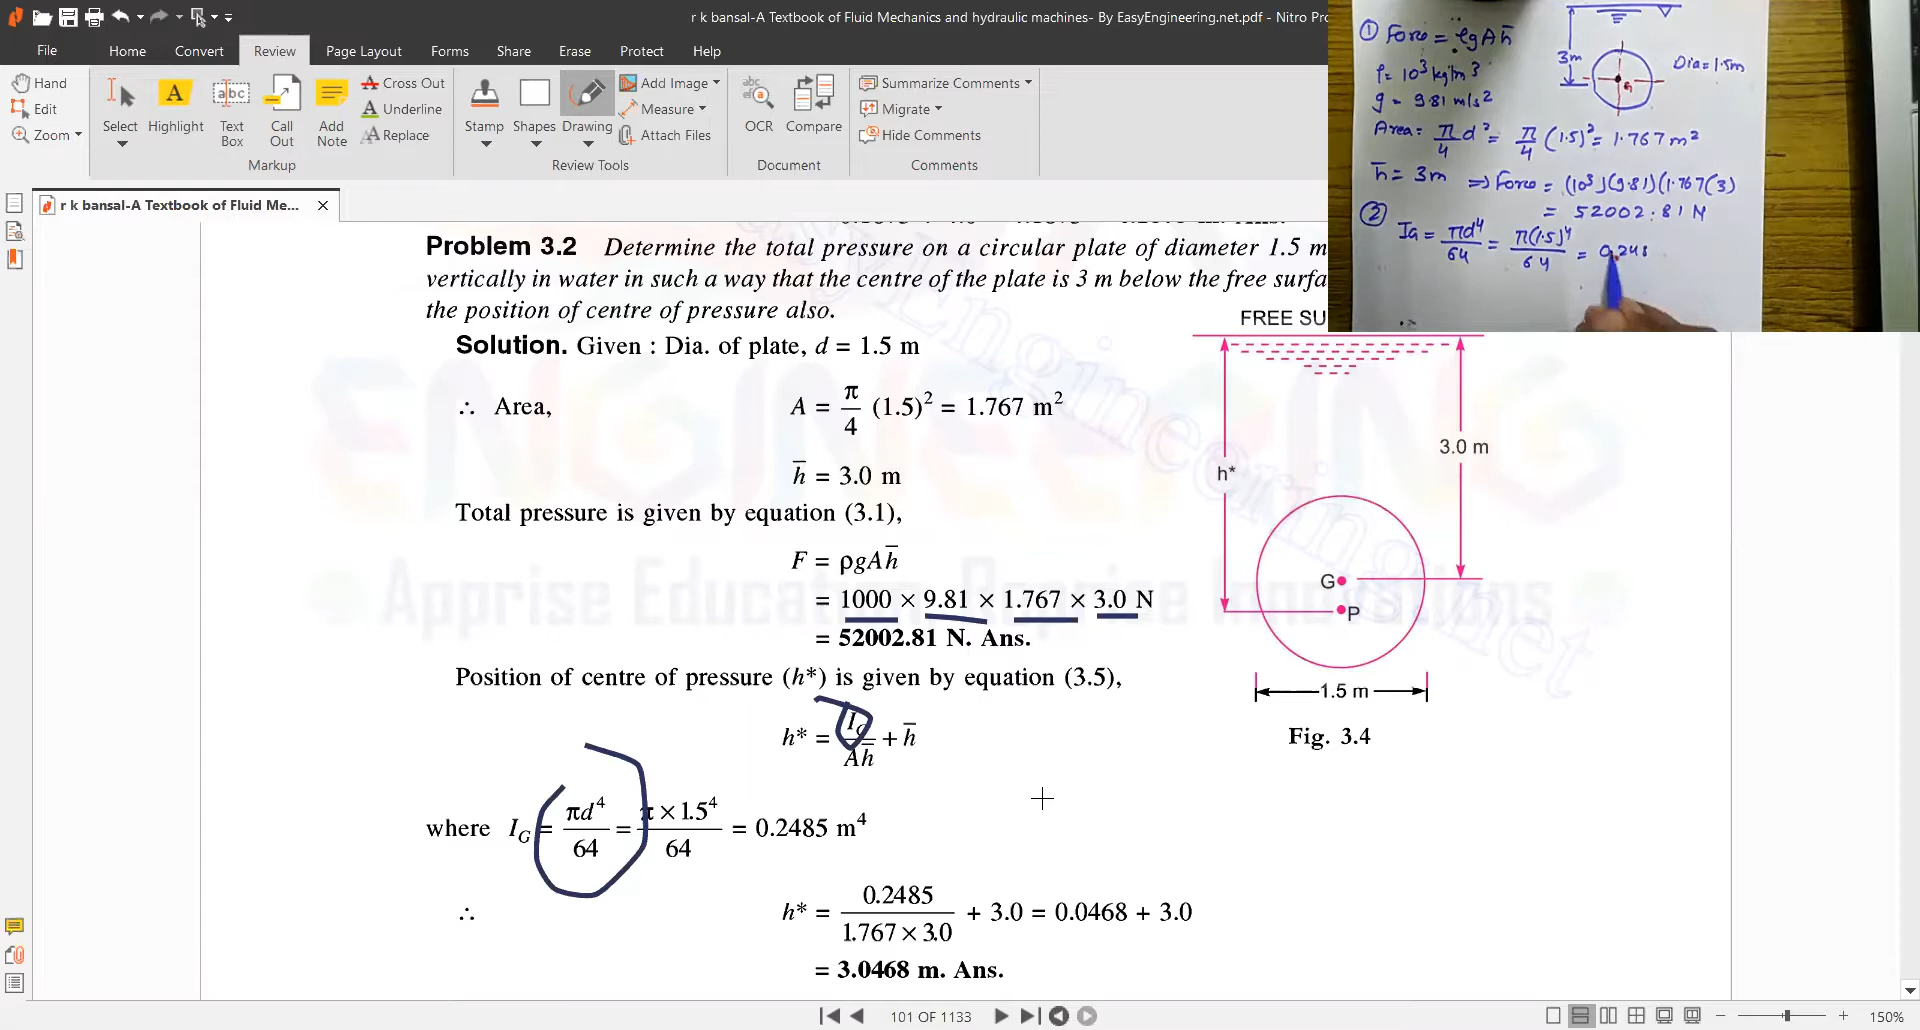 r k bansal-A Textbook of Fluid Mechanics and hydraulic machines- By EasyEngineering.net.pdf - Nitro Pro
File Home Convert Review Page Layout Forms Share Erase Protect Help
Hand
Edit
Zoom
Select
Highlight
Text Box
Call Out
Add Note
Cross Out
Underline
Replace
Markup
Stamp
Shapes
Drawing
Add Image
Measure
Attach Files
Review Tools
OCR
Compare
Document
Summarize Comments
Migrate
Hide Comments
Comments
r k bansal-A Textbook of Fluid Me...
① Force = ρgAh̅
ρ = 10³ kg/m³
g = 9.81 m/s²
Area = π/4 d² = π/4 (1.5)² = 1.767 m²
h̅ = 3m ⇒ Force = (10³)(9.81)(1.767(3)
= 52002.81 N
② IG = πd⁴/64 = π(1.5)⁴/64 = 0.248
3m
Dia = 1.5m
G
Problem 3.2 Determine the total pressure on a circular plate of diameter 1.5 m
vertically in water in such a way that the centre of the plate is 3 m below the free surfa
the position of centre of pressure also.
Solution. Given : Dia. of plate, d = 1.5 m
∴ Area, A = π/4 (1.5)² = 1.767 m²
h̅ = 3.0 m
Total pressure is given by equation (3.1),
F = ρgAh̅
= 1000 × 9.81 × 1.767 × 3.0 N
= 52002.81 N. Ans.
Position of centre of pressure (h*) is given by equation (3.5),
h* = IG/Ah̅ + h̅
where IG = πd⁴/64 = π × 1.5⁴/64 = 0.2485 m⁴
∴ h* = 0.2485/1.767 × 3.0 + 3.0 = 0.0468 + 3.0
= 3.0468 m. Ans.
FREE SU
h*
3.0 m
G
P
1.5 m
Fig. 3.4
ENGINEERING
Apprise Education, Reprise Innovations
EasyEngineering.net
101 OF 1133
150%